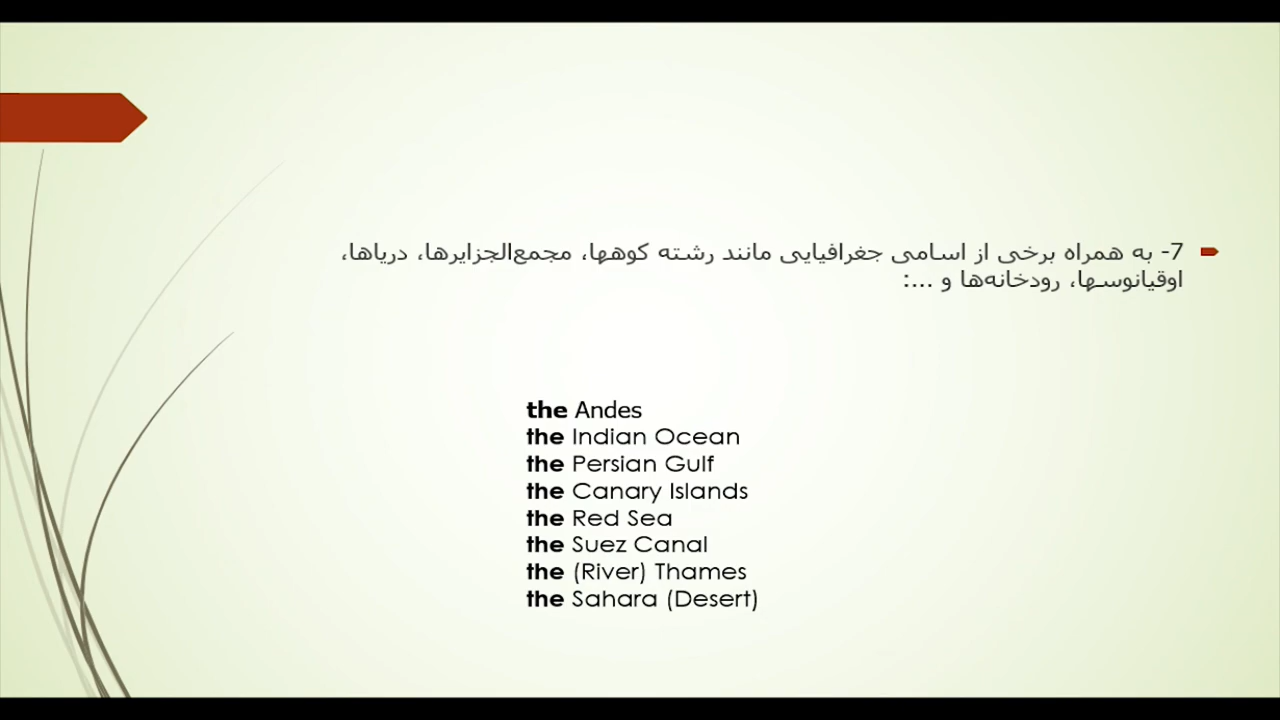 7- به همراه برخی از اسامی جغرافیایی مانند رشته کوهها، مجمع‌الجزایرها، دریاها،
اوقیانوسها، رودخانه‌ها و ...:
the Andes
the Indian Ocean
the Persian Gulf
the Canary Islands
the Red Sea
the Suez Canal
the (River) Thames
the Sahara (Desert)